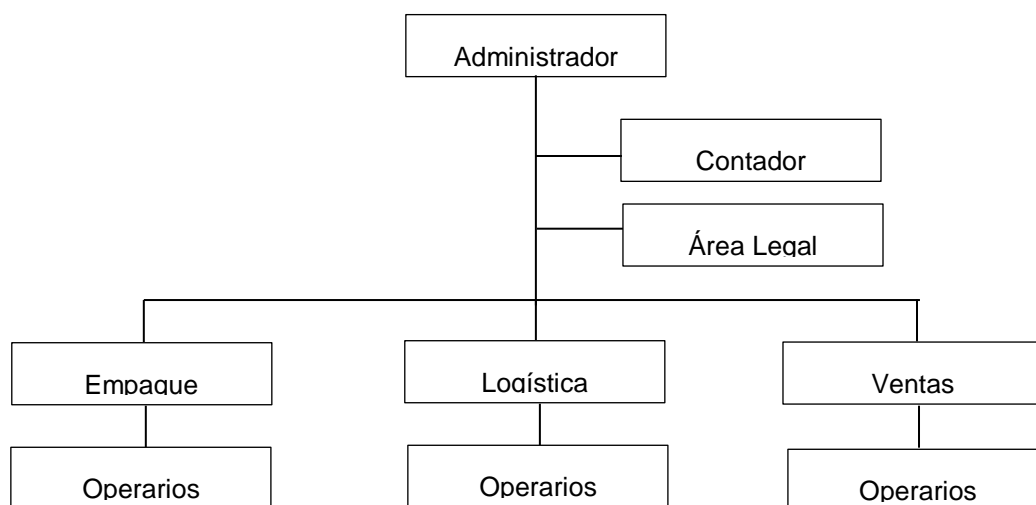 Administrador
Contador
Área Legal
Empaque
Logística
Ventas
Operarios
Operarios
Operarios